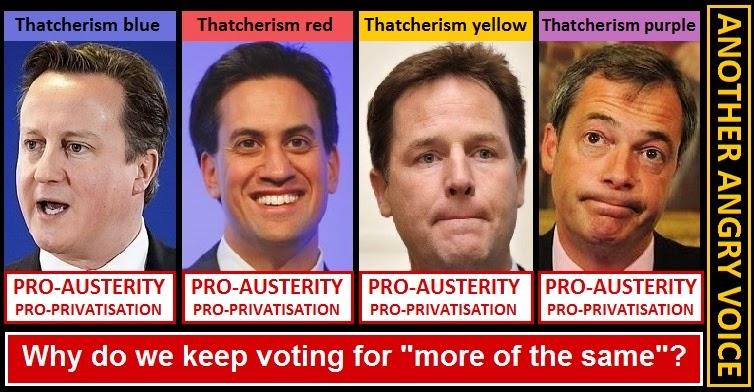 Thatcherism blue
Thatcherism red
Thatcherism yellow
Thatcherism purple
PRO-AUSTERITY
PRO-PRIVATISATION
PRO-AUSTERITY
PRO-PRIVATISATION
PRO-AUSTERITY
PRO-PRIVATISATION
PRO-AUSTERITY
PRO-PRIVATISATION
Why do we keep voting for "more of the same"?
ANOTHER ANGRY VOICE